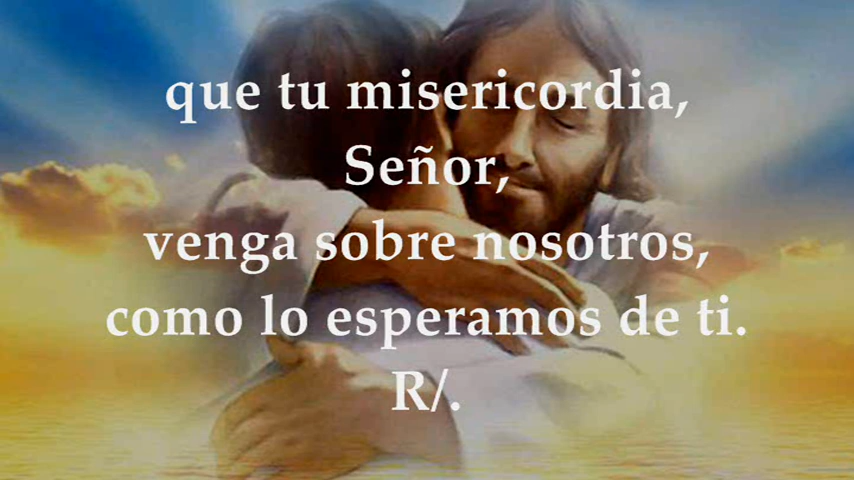 que tu misericordia,
Señor,
venga sobre nosotros,
como lo esperamos de ti.
R/.